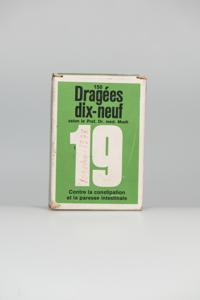 150
Dragées
dix-neuf
selon le Prof. Dr. med. Much
19
Contre la constipation
et la paresse intestinale